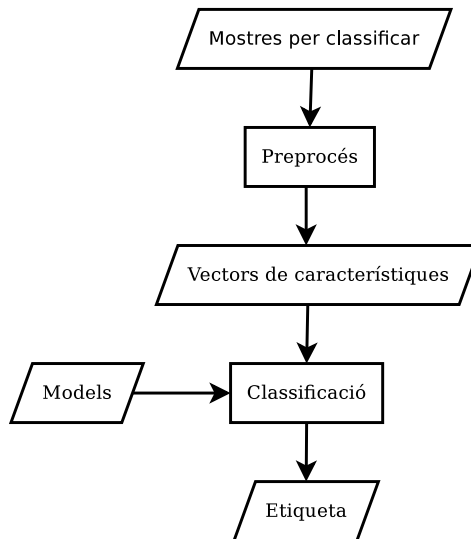 Mostres per classificar
Preprocés
Vectors de característiques
Models
Classificació
Etiqueta